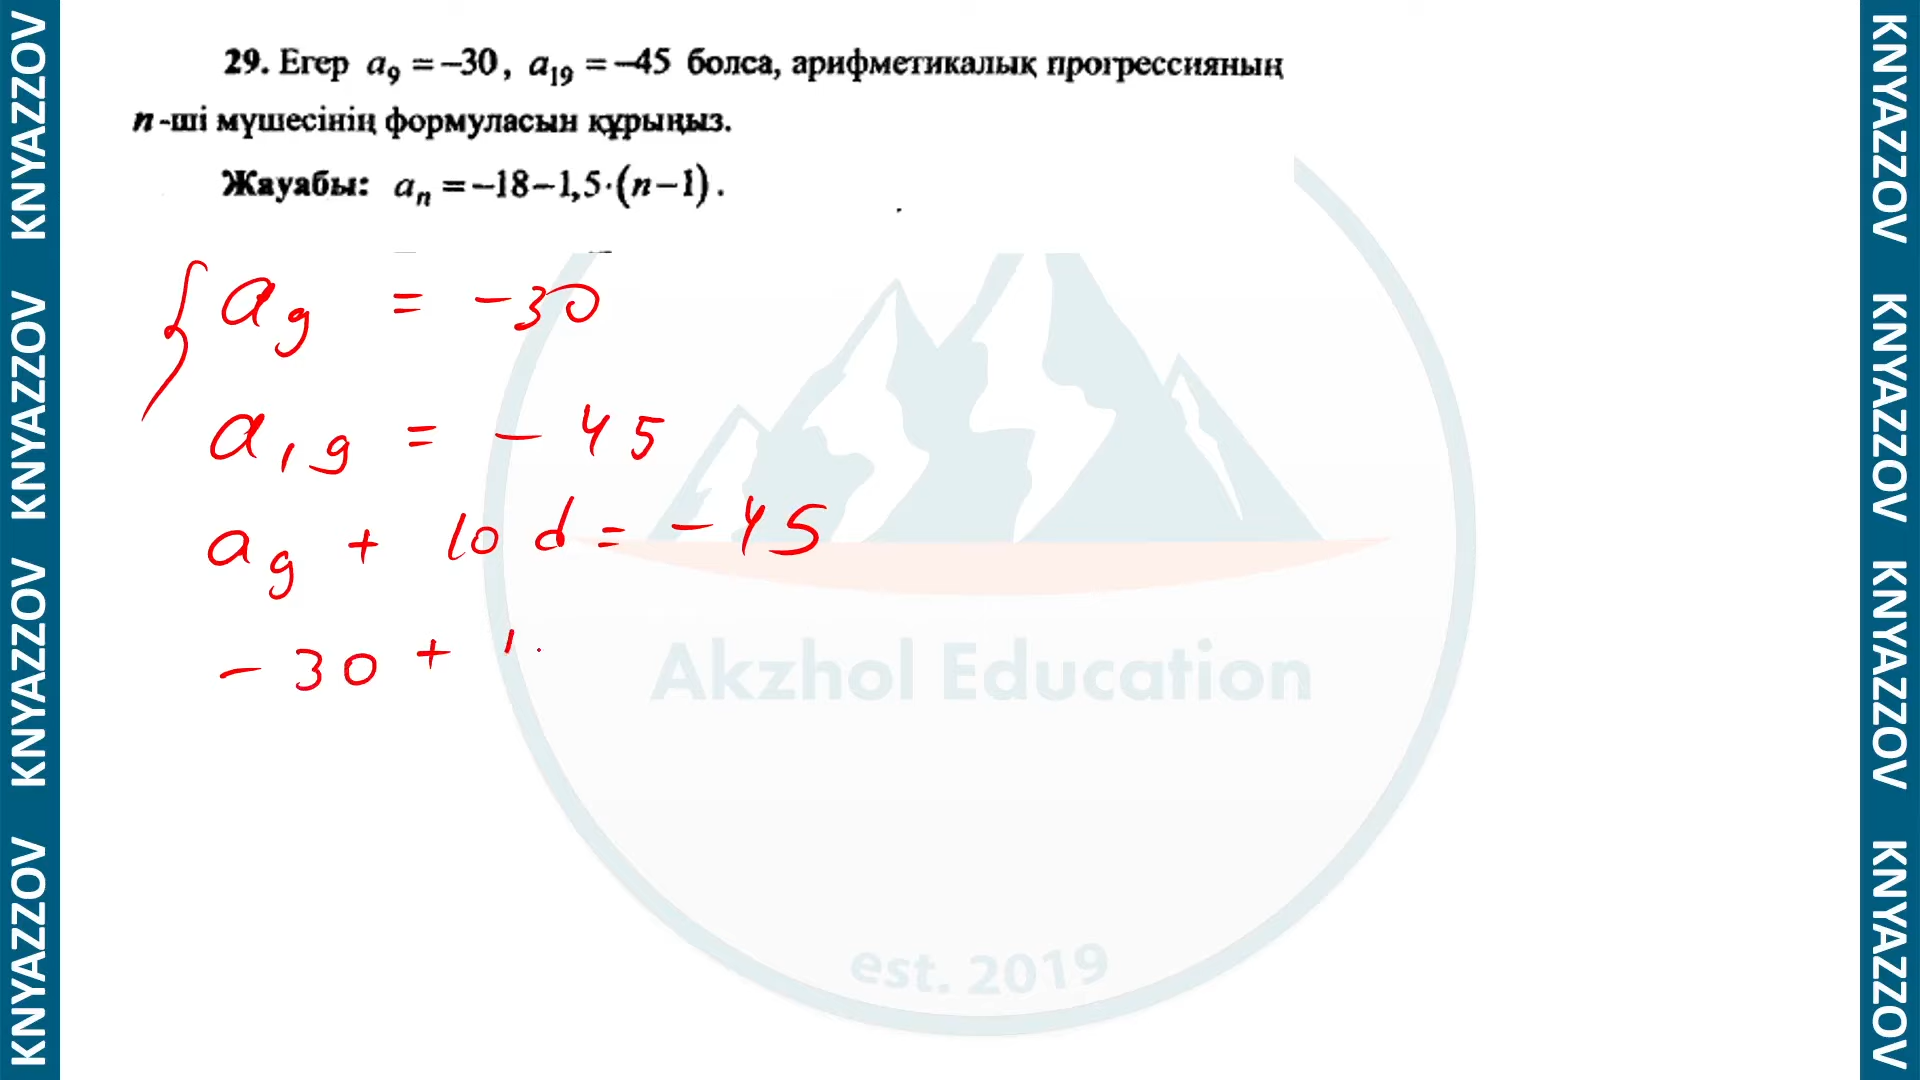 29. Егер a₉ = −30, a₁₉ = −45 болса, арифметикалық прогрессияның
n-ші мүшесінің формуласын құрыңыз.
Жауабы: aₙ = −18−1,5·(n−1).
{ a₉ = −30
a₁₉ = −45
a₉ + 10d = −45
−30 + 1
Akzhol Education
est. 2019
KNYAZZOV KNYAZZOV KNYAZZOV KNYAZZOV
KNYAZZOV KNYAZZOV KNYAZZOV KNYAZZOV